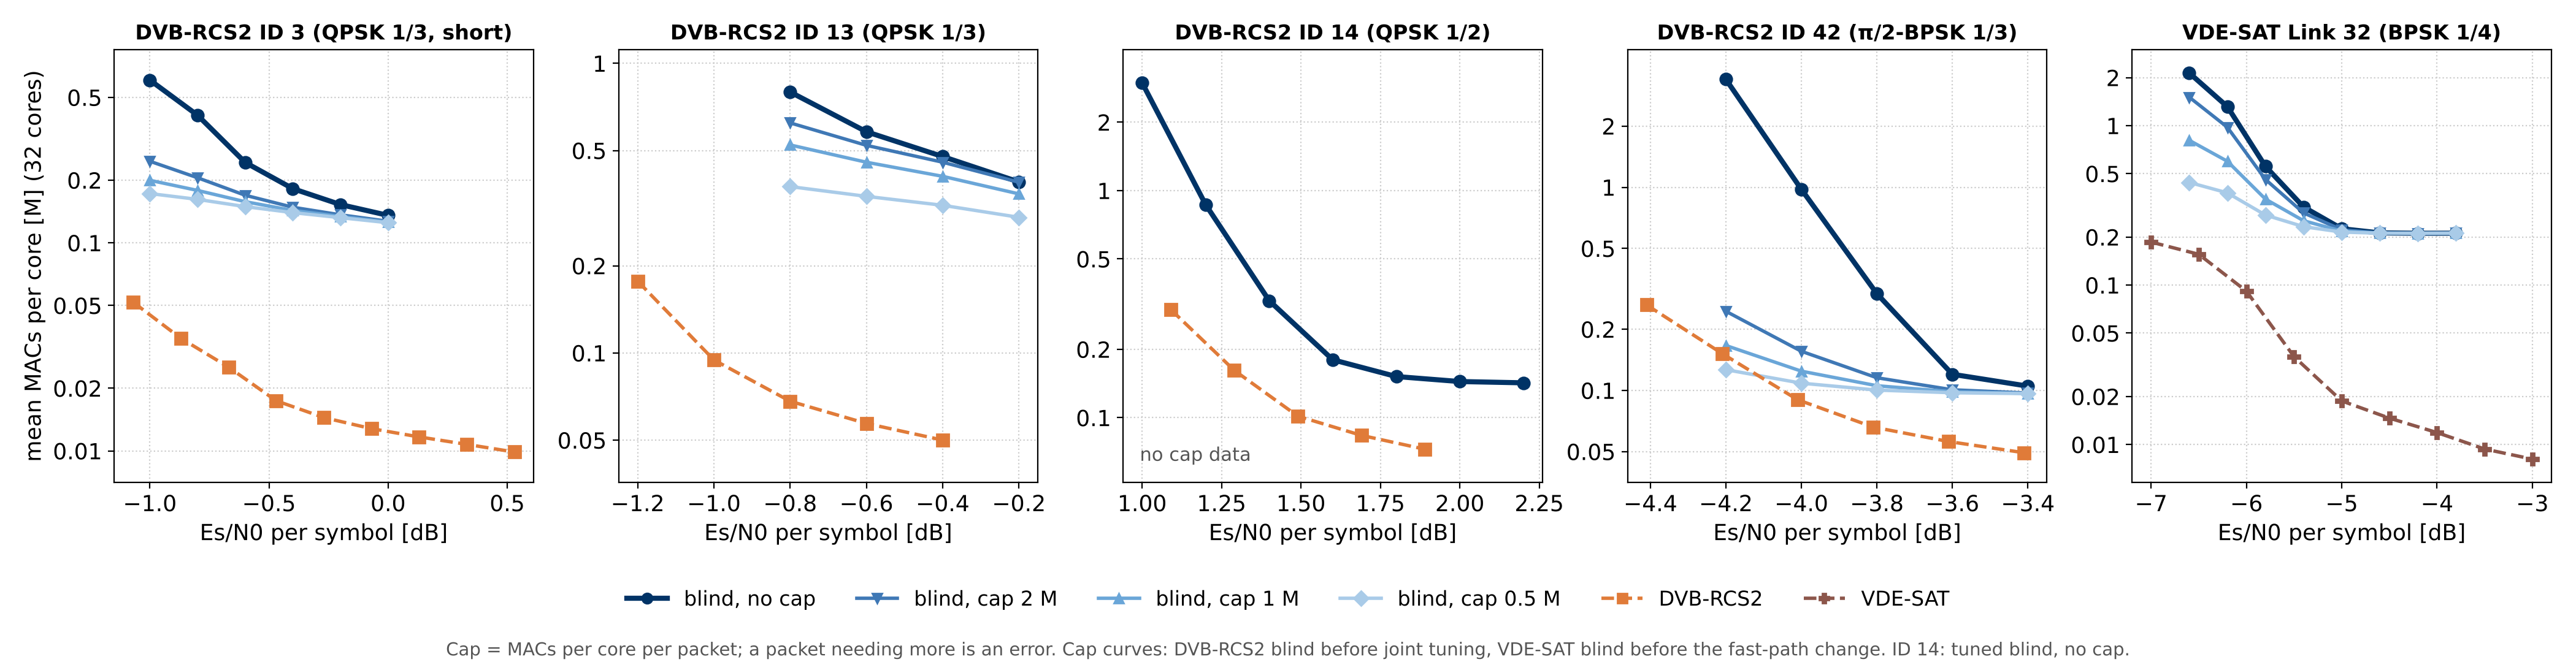 DVB-RCS2 ID 3 (QPSK 1/3, short)
mean MACs per core [M] (32 cores)
0.5
0.2
0.1
0.05
0.02
0.01
−1.0 −0.5 0.0 0.5
Es/N0 per symbol [dB]
DVB-RCS2 ID 13 (QPSK 1/3)
1
0.5
0.2
0.1
0.05
−1.2 −1.0 −0.8 −0.6 −0.4 −0.2
Es/N0 per symbol [dB]
DVB-RCS2 ID 14 (QPSK 1/2)
2
1
0.5
0.2
0.1
no cap data
1.00 1.25 1.50 1.75 2.00 2.25
Es/N0 per symbol [dB]
DVB-RCS2 ID 42 (π/2-BPSK 1/3)
2
1
0.5
0.2
0.1
0.05
−4.4 −4.2 −4.0 −3.8 −3.6 −3.4
Es/N0 per symbol [dB]
VDE-SAT Link 32 (BPSK 1/4)
2
1
0.5
0.2
0.1
0.05
0.02
0.01
−7 −6 −5 −4 −3
Es/N0 per symbol [dB]
blind, no cap blind, cap 2 M blind, cap 1 M blind, cap 0.5 M DVB-RCS2 VDE-SAT
Cap = MACs per core per packet; a packet needing more is an error. Cap curves: DVB-RCS2 blind before joint tuning, VDE-SAT blind before the fast-path change. ID 14: tuned blind, no cap.